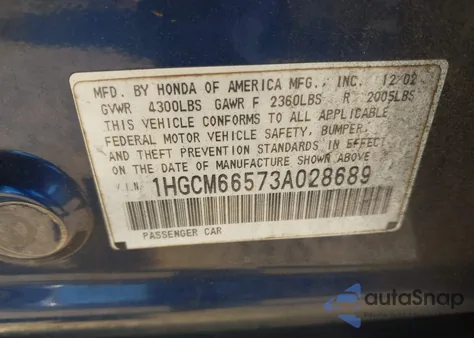 MFD. BY HONDA OF AMERICA MFG., INC. 12/02
GVWR 4300LBS GAWR F 2360LBS R 2005LBS
THIS VEHICLE CONFORMS TO ALL APPLICABLE
FEDERAL MOTOR VEHICLE SAFETY, BUMPER,
AND THEFT PREVENTION STANDARDS IN EFFECT
ON THE DATE OF MANUFACTURE SHOWN ABOVE.
V.I.N. 1HGCM66573A028689
PASSENGER CAR
autaSnap